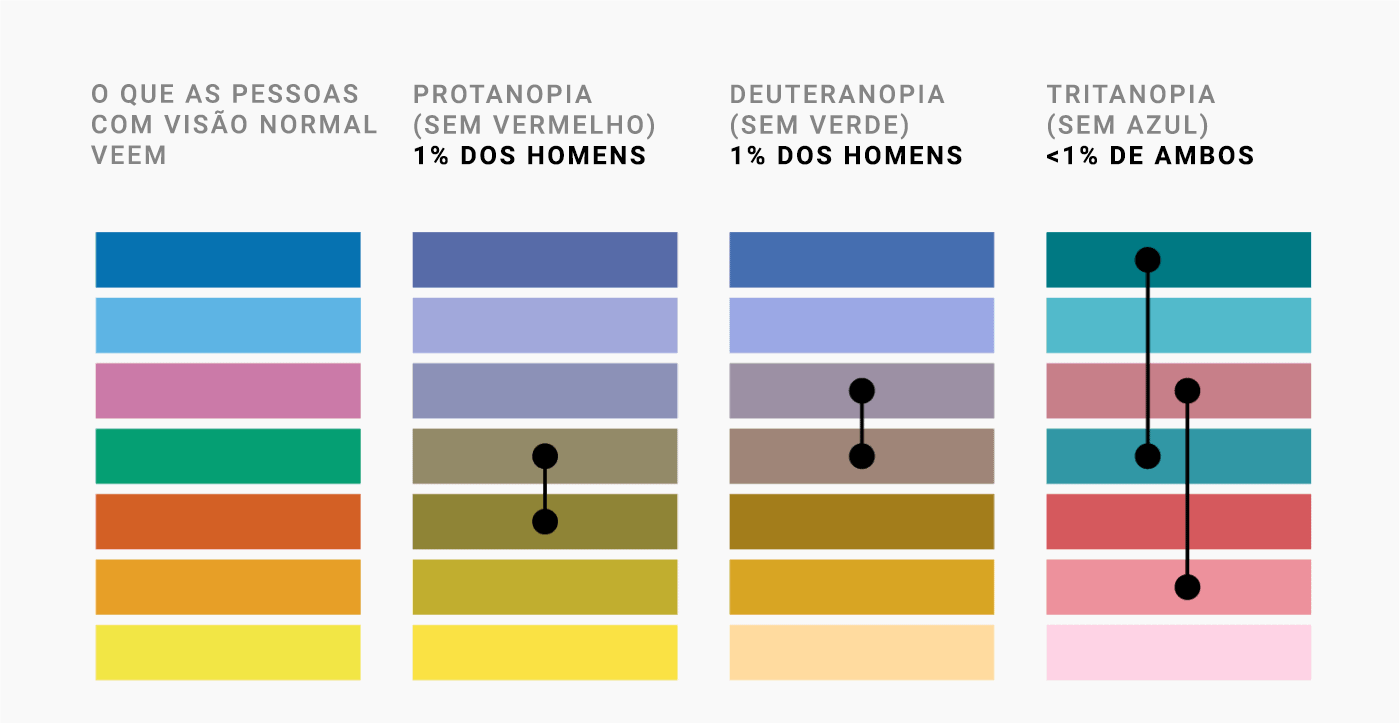 O QUE AS PESSOAS
COM VISÃO NORMAL
VEEM
PROTANOPIA
(SEM VERMELHO)
1% DOS HOMENS
DEUTERANOPIA
(SEM VERDE)
1% DOS HOMENS
TRITANOPIA
(SEM AZUL)
<1% DE AMBOS